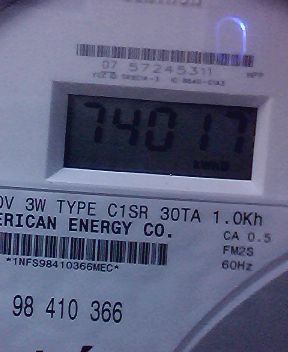 07 57245311
74017
0V 3W TYPE C1SR 30TA 1.0Kh
ERICAN ENERGY CO.
CA 0.5
FM2S
60Hz
*1NFS98410366MEC*
98 410 366